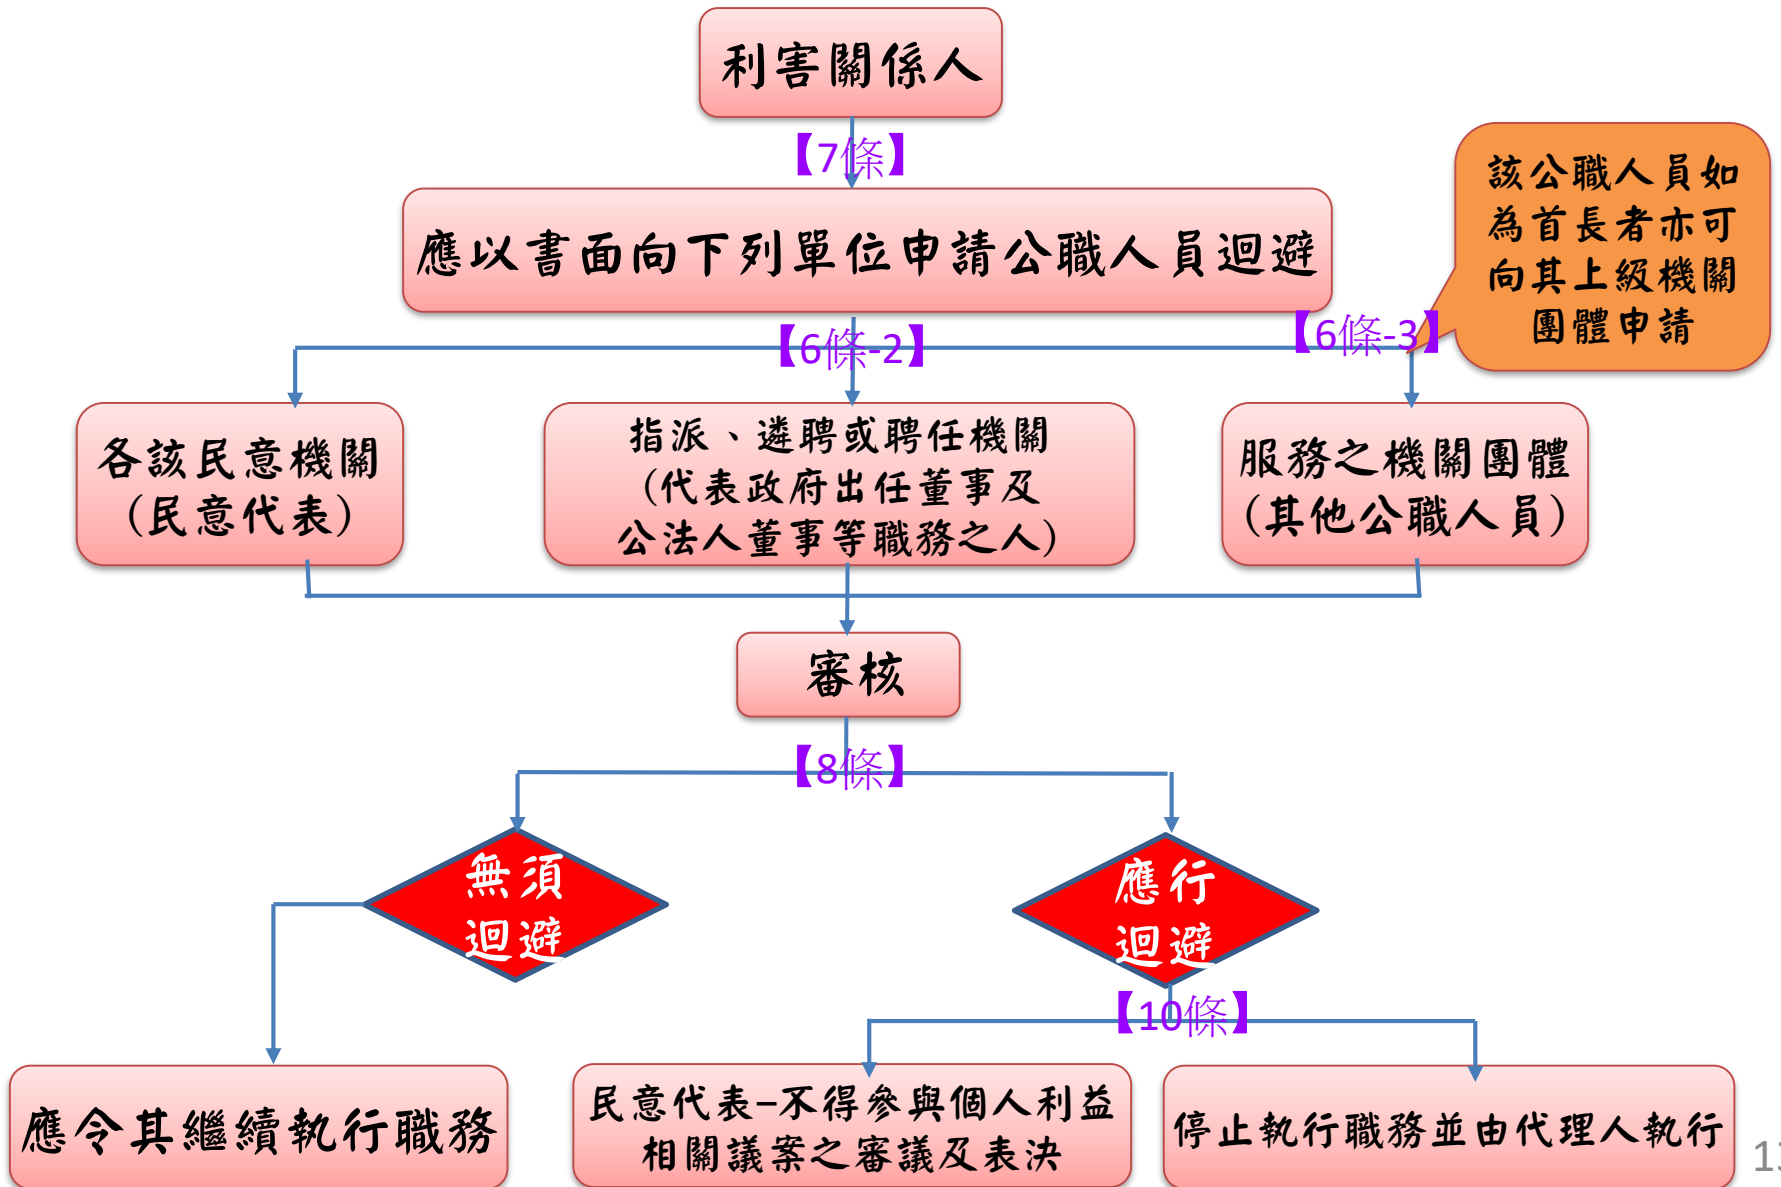 利害關係人
【7條】
應以書面向下列單位申請公職人員迴避
該公職人員如
為首長者亦可
向其上級機關
團體申請
【6條-2】
【6條-3】
各該民意機關
(民意代表)
指派、遴聘或聘任機關
(代表政府出任董事及
公法人董事等職務之人)
服務之機關團體
(其他公職人員)
審核
【8條】
無須
迴避
應行
迴避
【10條】
應令其繼續執行職務
民意代表-不得參與個人利益
相關議案之審議及表決
停止執行職務並由代理人執行
13